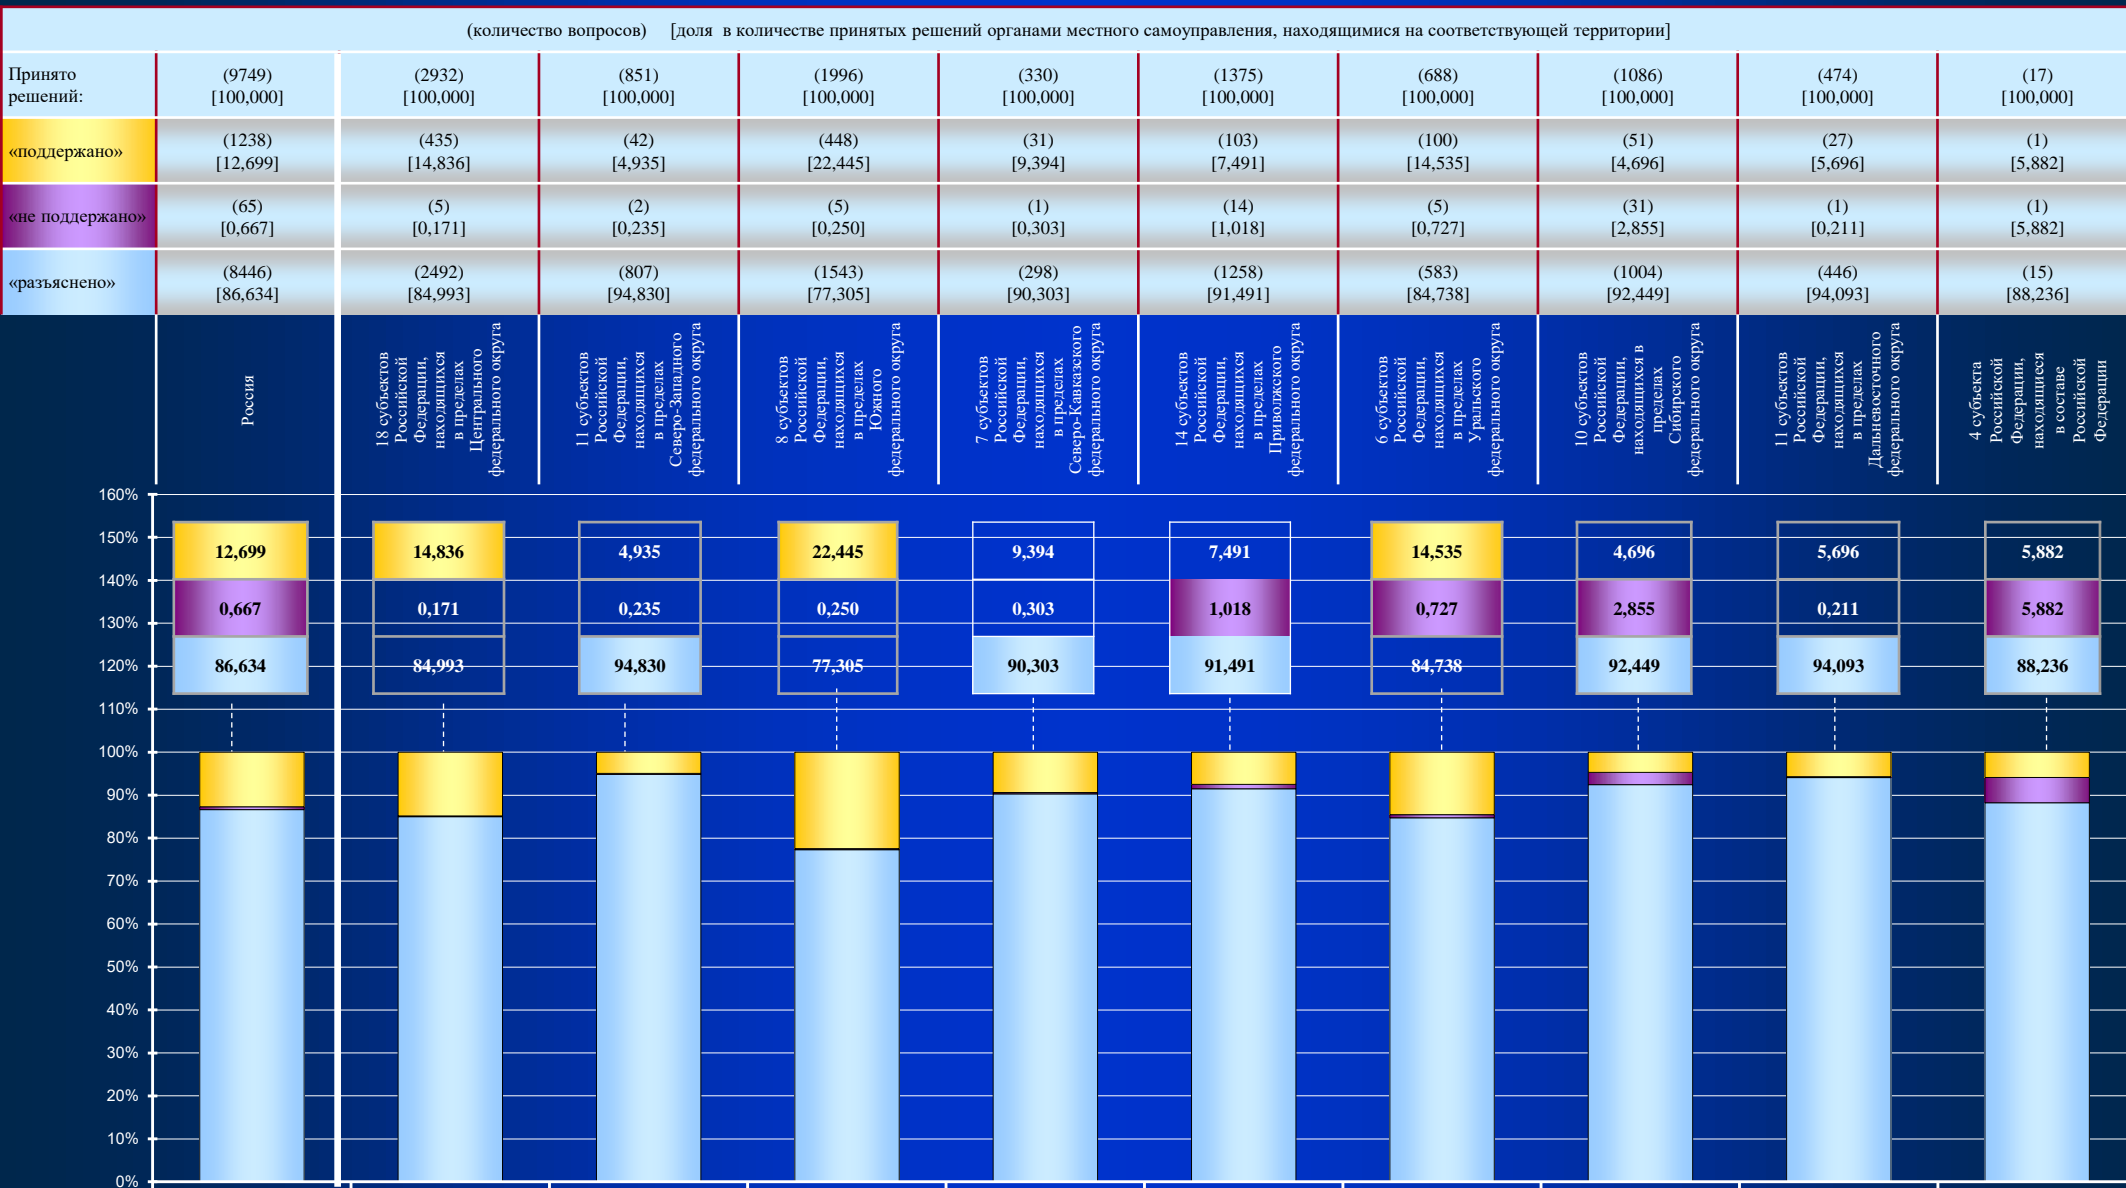 (количество вопросов) [доля в количестве принятых решений органами местного самоуправления, находящимися на соответствующей территории]
Принято
решений:
(9749)
[100,000]
(2932)
[100,000]
(851)
[100,000]
(1996)
[100,000]
(330)
[100,000]
(1375)
[100,000]
(688)
[100,000]
(1086)
[100,000]
(474)
[100,000]
(17)
[100,000]
«поддержано»
(1238)
[12,699]
(435)
[14,836]
(42)
[4,935]
(448)
[22,445]
(31)
[9,394]
(103)
[7,491]
(100)
[14,535]
(51)
[4,696]
(27)
[5,696]
(1)
[5,882]
«не поддержано»
(65)
[0,667]
(5)
[0,171]
(2)
[0,235]
(5)
[0,250]
(1)
[0,303]
(14)
[1,018]
(5)
[0,727]
(31)
[2,855]
(1)
[0,211]
(1)
[5,882]
«разъяснено»
(8446)
[86,634]
(2492)
[84,993]
(807)
[94,830]
(1543)
[77,305]
(298)
[90,303]
(1258)
[91,491]
(583)
[84,738]
(1004)
[92,449]
(446)
[94,093]
(15)
[88,236]
Россия
18 субъектов
Российской
Федерации,
находящихся
в пределах
Центрального
федерального округа
11 субъектов
Российской
Федерации,
находящихся
в пределах
Северо-Западного
федерального округа
8 субъектов
Российской
Федерации,
находящихся
в пределах
Южного
федерального округа
7 субъектов
Российской
Федерации,
находящихся
в пределах
Северо-Кавказского
федерального округа
14 субъектов
Российской
Федерации,
находящихся
в пределах
Приволжского
федерального округа
6 субъектов
Российской
Федерации,
находящихся
в пределах
Уральского
федерального округа
10 субъектов
Российской
Федерации,
находящихся в
пределах
Сибирского
федерального округа
11 субъектов
Российской
Федерации,
находящихся
в пределах
Дальневосточного
федерального округа
4 субъекта
Российской
Федерации,
находящиеся
в составе
Российской
Федерации
160%
150%
140%
130%
120%
110%
100%
90%
80%
70%
60%
50%
40%
30%
20%
10%
0%
12,699
14,836
4,935
22,445
9,394
7,491
14,535
4,696
5,696
5,882
0,667
0,171
0,235
0,250
0,303
1,018
0,727
2,855
0,211
5,882
86,634
84,993
94,830
77,305
90,303
91,491
84,738
92,449
94,093
88,236